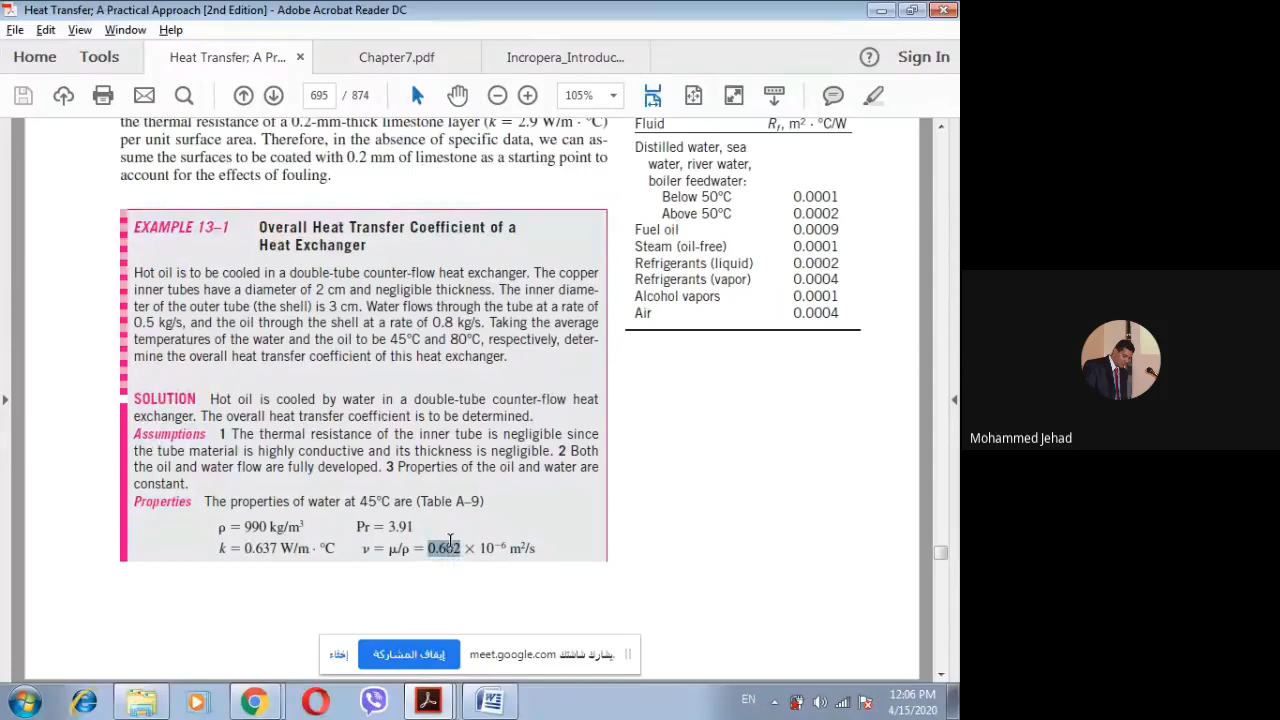 Heat Transfer; A Practical Approach [2nd Edition] - Adobe Acrobat Reader DC
File Edit View Window Help
Home Tools Heat Transfer; A Pr... × Chapter7.pdf Incropera_Introduc... Sign In
695 / 874 105%
the thermal resistance of a 0.2-mm-thick limestone layer (k = 2.9 W/m · °C)
per unit surface area. Therefore, in the absence of specific data, we can as-
sume the surfaces to be coated with 0.2 mm of limestone as a starting point to
account for the effects of fouling.
EXAMPLE 13–1 Overall Heat Transfer Coefficient of a
Heat Exchanger
Hot oil is to be cooled in a double-tube counter-flow heat exchanger. The copper
inner tubes have a diameter of 2 cm and negligible thickness. The inner diame-
ter of the outer tube (the shell) is 3 cm. Water flows through the tube at a rate of
0.5 kg/s, and the oil through the shell at a rate of 0.8 kg/s. Taking the average
temperatures of the water and the oil to be 45°C and 80°C, respectively, deter-
mine the overall heat transfer coefficient of this heat exchanger.
SOLUTION Hot oil is cooled by water in a double-tube counter-flow heat
exchanger. The overall heat transfer coefficient is to be determined.
Assumptions 1 The thermal resistance of the inner tube is negligible since
the tube material is highly conductive and its thickness is negligible. 2 Both
the oil and water flow are fully developed. 3 Properties of the oil and water are
constant.
Properties The properties of water at 45°C are (Table A–9)
ρ = 990 kg/m³ Pr = 3.91
k = 0.637 W/m · °C ν = μ/ρ = 0.602 × 10⁻⁶ m²/s
Fluid R_f, m² · °C/W
Distilled water, sea
water, river water,
boiler feedwater:
Below 50°C 0.0001
Above 50°C 0.0002
Fuel oil 0.0009
Steam (oil-free) 0.0001
Refrigerants (liquid) 0.0002
Refrigerants (vapor) 0.0004
Alcohol vapors 0.0001
Air 0.0004
Mohammed Jehad
يشارك شاشتك meet.google.com. إيقاف المشاركة إخفاء
EN 12:06 PM
4/15/2020